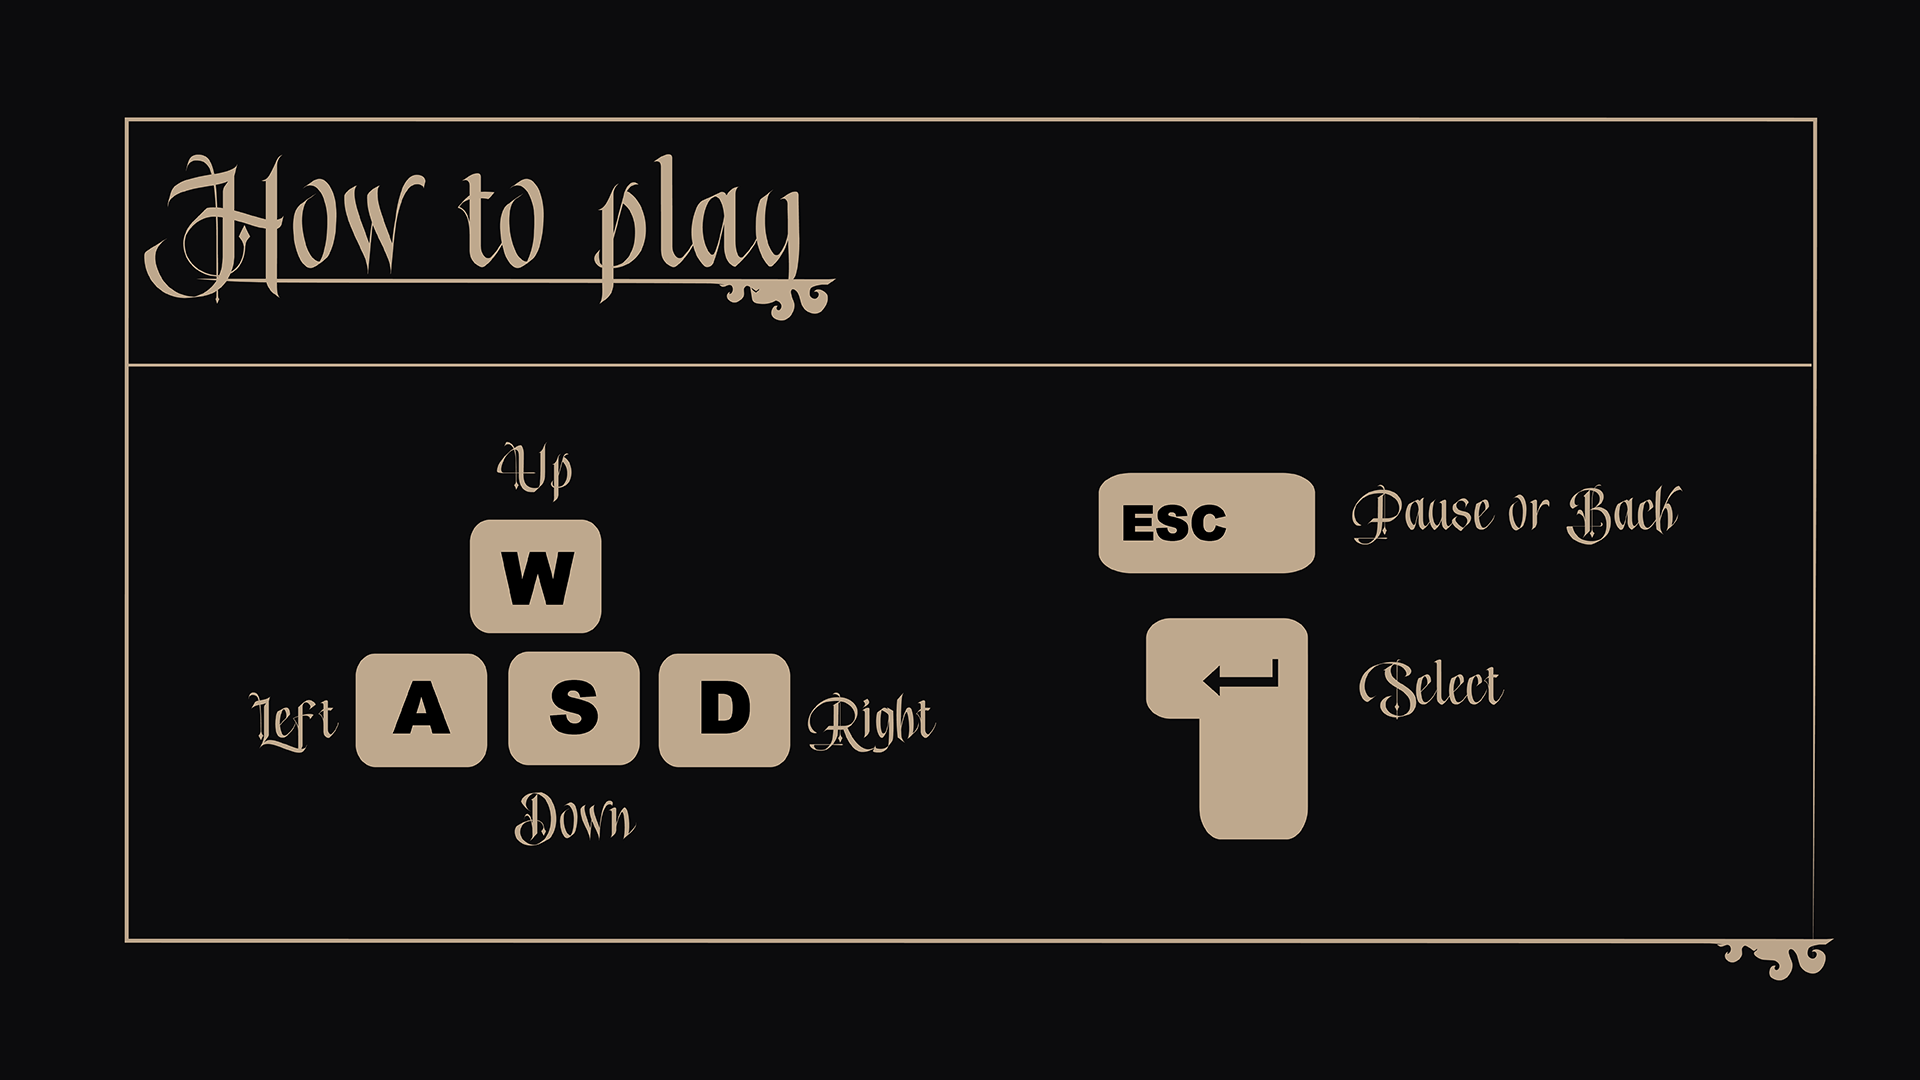 How to play
Up
W
Left A S D Right
Down
ESC Pause or Back
Select